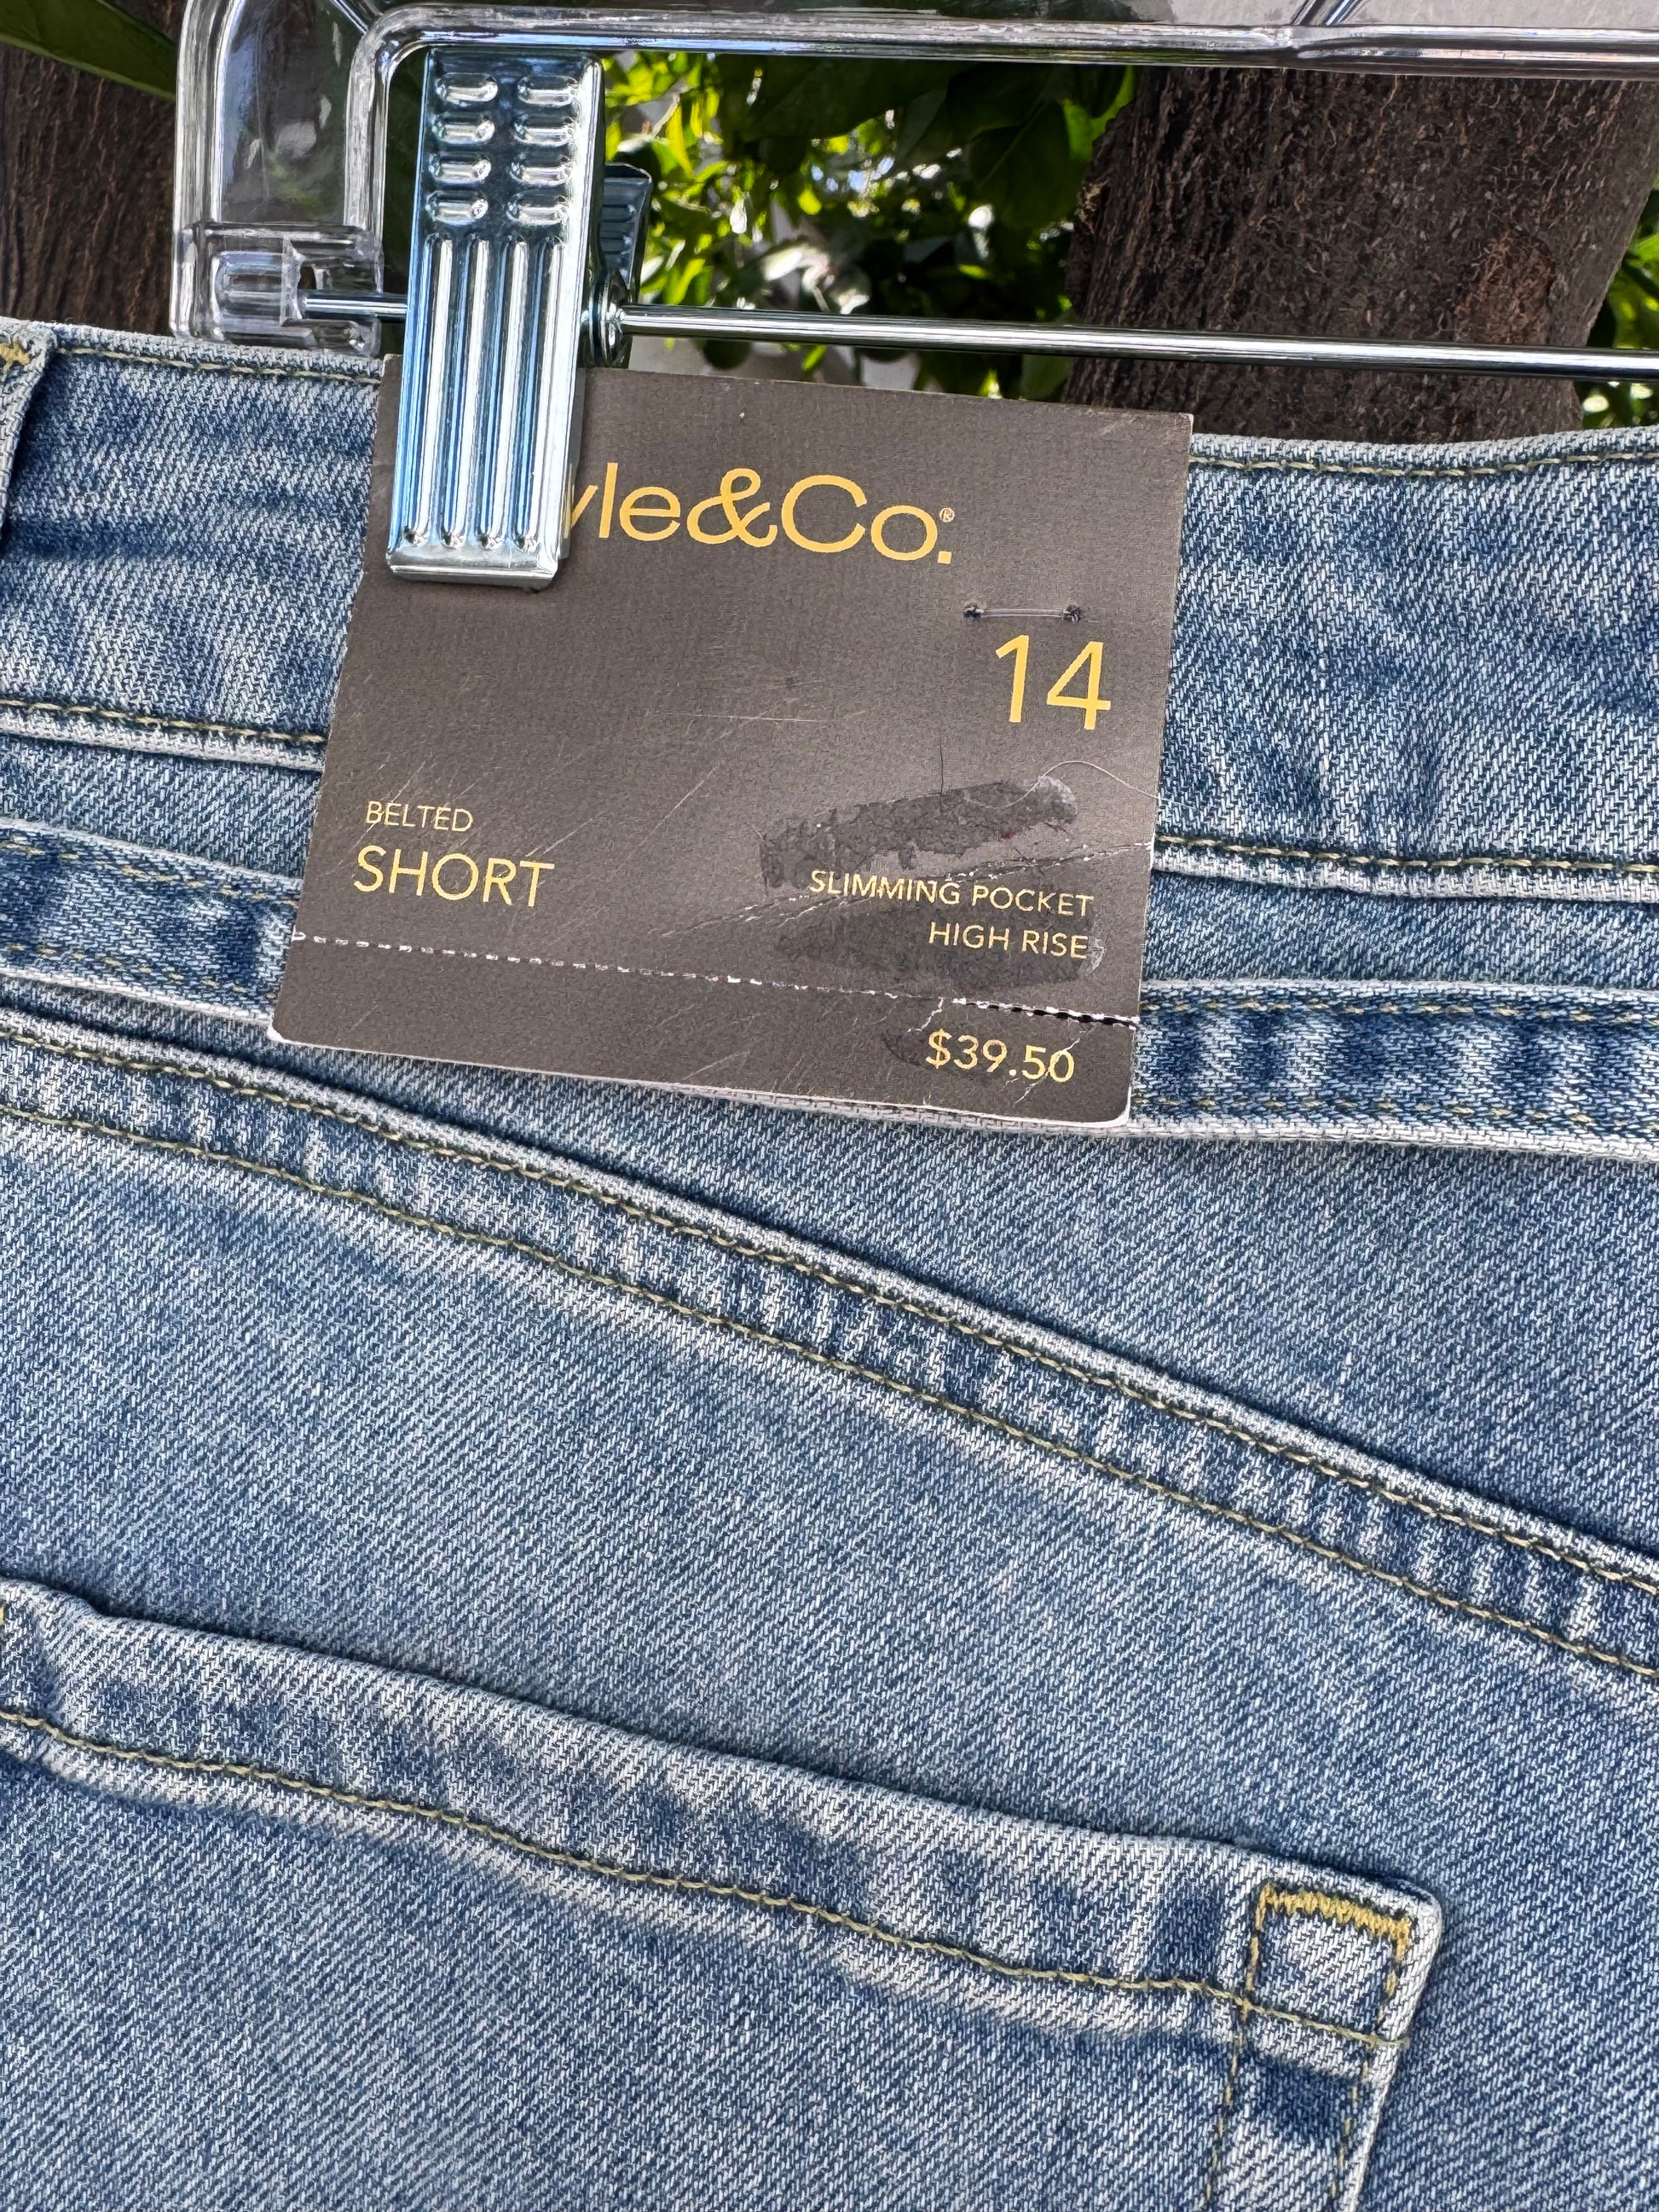 yle&Co.®
14
BELTED
SHORT
SLIMMING POCKET
HIGH RISE
$39.50